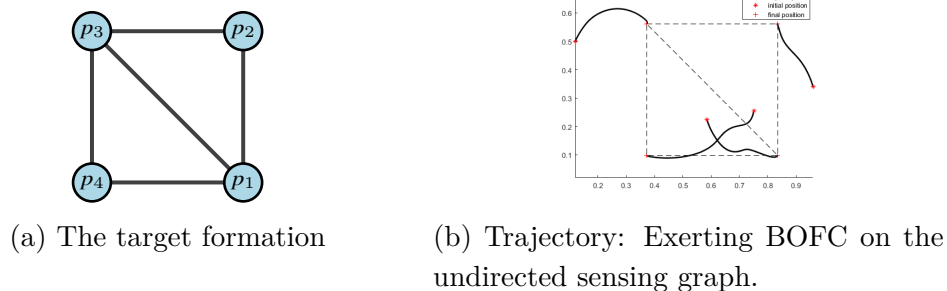 p3
p2
p4
p1
(a) The target formation
initial position
final position
0.6
0.5
0.4
0.3
0.2
0.1
0.2 0.3 0.4 0.5 0.6 0.7 0.8 0.9
(b) Trajectory: Exerting BOFC on the
undirected sensing graph.